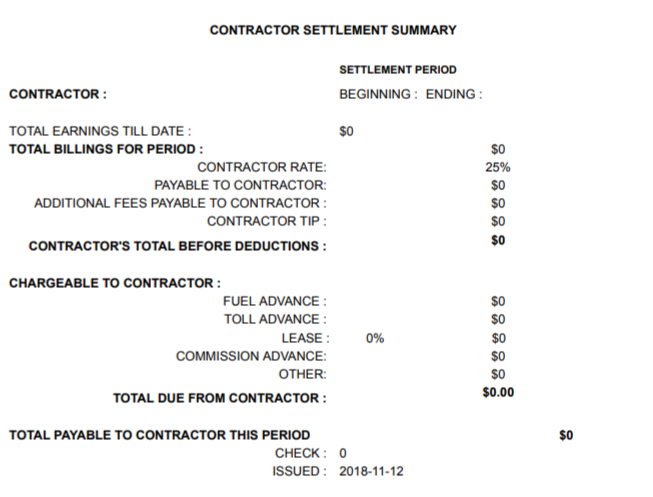 CONTRACTOR SETTLEMENT SUMMARY
SETTLEMENT PERIOD
CONTRACTOR : BEGINNING : ENDING :
TOTAL EARNINGS TILL DATE : $0
TOTAL BILLINGS FOR PERIOD : $0
CONTRACTOR RATE: 25%
PAYABLE TO CONTRACTOR: $0
ADDITIONAL FEES PAYABLE TO CONTRACTOR : $0
CONTRACTOR TIP : $0
CONTRACTOR'S TOTAL BEFORE DEDUCTIONS : $0
CHARGEABLE TO CONTRACTOR :
FUEL ADVANCE : $0
TOLL ADVANCE : $0
LEASE : 0% $0
COMMISSION ADVANCE: $0
OTHER: $0
TOTAL DUE FROM CONTRACTOR : $0.00
TOTAL PAYABLE TO CONTRACTOR THIS PERIOD $0
CHECK : 0
ISSUED : 2018-11-12